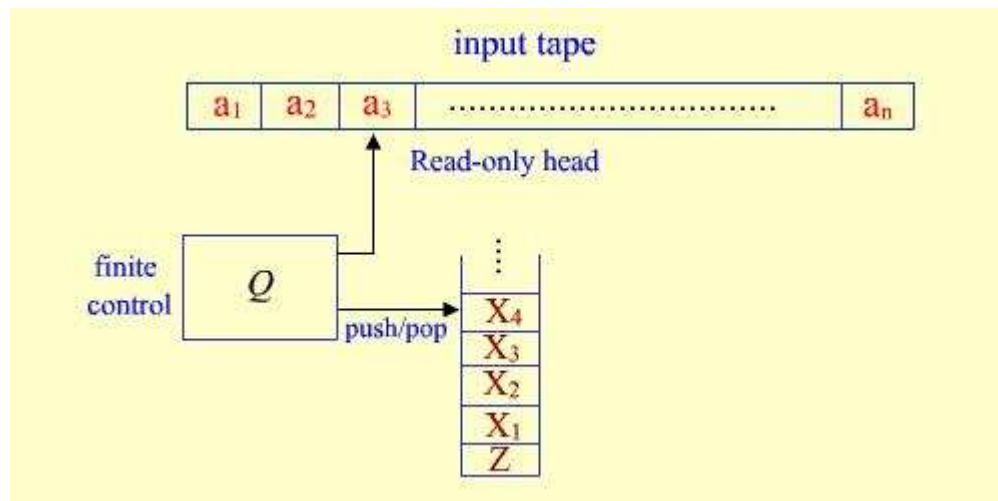 input tape
a₁ a₂ a₃ ................................. aₙ
Read-only head
finite
control
Q
push/pop
X₄
X₃
X₂
X₁
Z